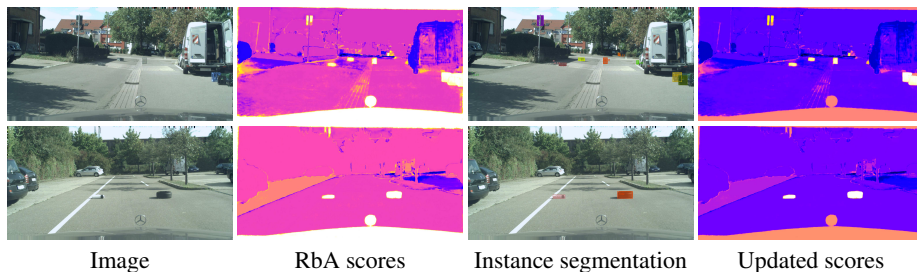 Image
RbA scores
Instance segmentation
Updated scores